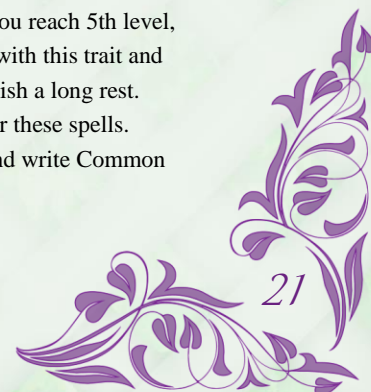 ou reach 5th level,
with this trait and
ish a long rest.
r these spells.
nd write Common
21